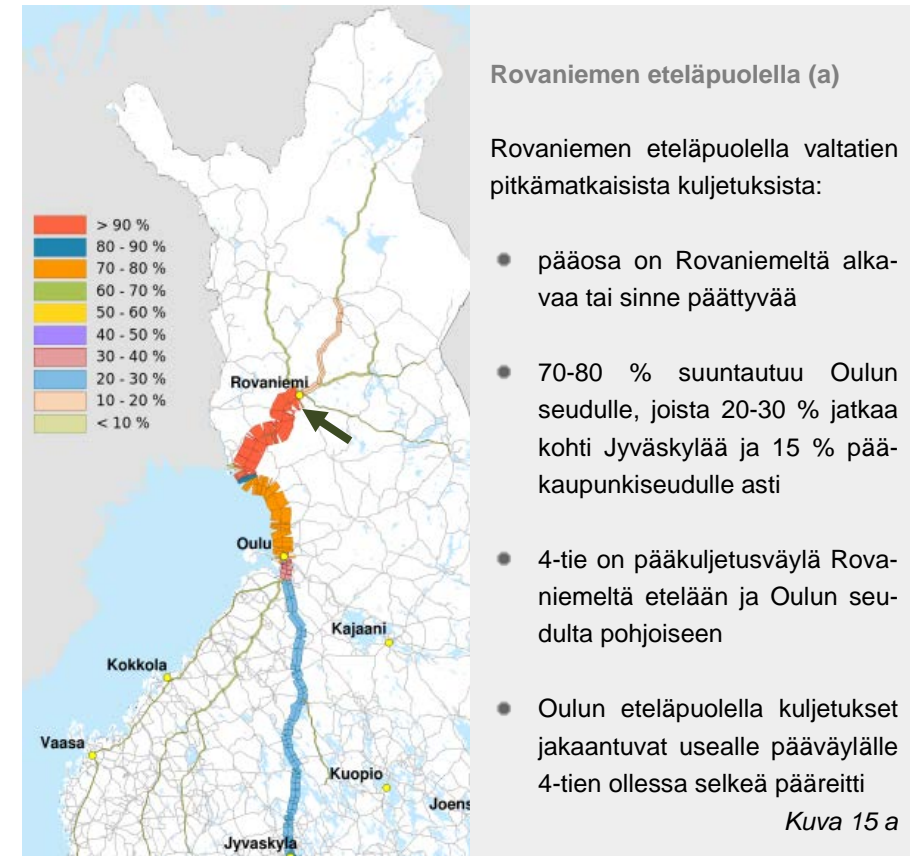 > 90 %
80 - 90 %
70 - 80 %
60 - 70 %
50 - 60 %
40 - 50 %
30 - 40 %
20 - 30 %
10 - 20 %
< 10 %
Rovaniemi
Oulu
Kajaani
Kokkola
Vaasa
Kuopio
Joens
Jyvaskyla
Rovaniemen eteläpuolella (a)
Rovaniemen eteläpuolella valtatien
pitkämatkaisista kuljetuksista:
pääosa on Rovaniemeltä alka-
vaa tai sinne päättyvää
70-80 % suuntautuu Oulun
seudulle, joista 20-30 % jatkaa
kohti Jyväskylää ja 15 % pää-
kaupunkiseudulle asti
4-tie on pääkuljetusväylä Rova-
niemeltä etelään ja Oulun seu-
dulta pohjoiseen
Oulun eteläpuolella kuljetukset
jakaantuvat usealle pääväylälle
4-tien ollessa selkeä pääreitti
Kuva 15 a